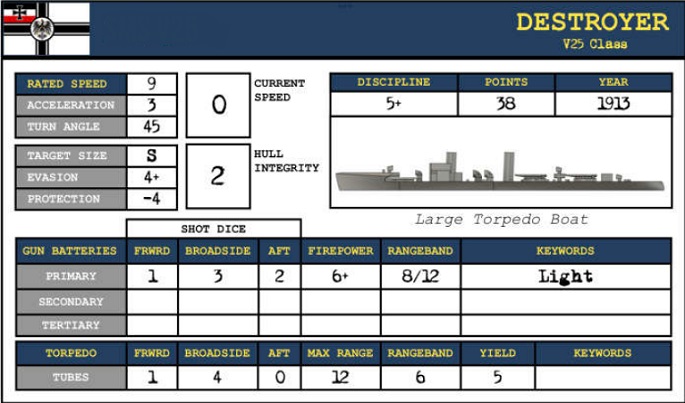 DESTROYER
V25 Class
RATED SPEED 9
ACCELERATION 3
TURN ANGLE 45
0 CURRENT SPEED
TARGET SIZE S
EVASION 4+
PROTECTION -4
2 HULL INTEGRITY
DISCIPLINE POINTS YEAR
5+ 38 1913
Large Torpedo Boat
SHOT DICE
GUN BATTERIES FRWRD BROADSIDE AFT FIREPOWER RANGEBAND KEYWORDS
PRIMARY 1 3 2 6+ 8/12 Light
SECONDARY
TERTIARY
TORPEDO FRWRD BROADSIDE AFT MAX RANGE RANGEBAND YIELD KEYWORDS
TUBES 1 4 0 12 6 5